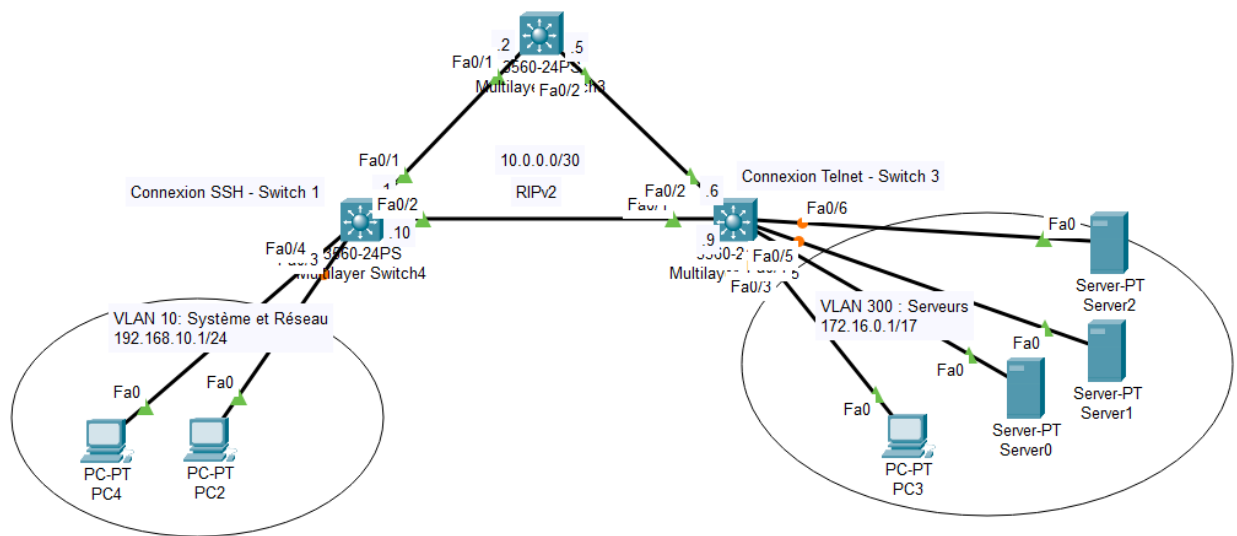 .2
.5
Fa0/1
3560-24PS
Fa0/2
Fa0/1
10.0.0.0/30
RIPv2
Connexion SSH - Switch 1
Fa0/2
.10
Fa0/4
3560-24PS
Multilayer Switch4
Fa0/2
.6
Fa0/1
Connexion Telnet - Switch 3
Fa0/6
.9
Fa0/5
Fa0/3
Fa0
Server-PT
Server2
VLAN 10: Système et Réseau
192.168.10.1/24
Fa0
Fa0
PC-PT
PC4
PC-PT
PC2
VLAN 300 : Serveurs
172.16.0.1/17
Fa0
Server-PT
Server1
Fa0
Server-PT
Server0
Fa0
PC-PT
PC3